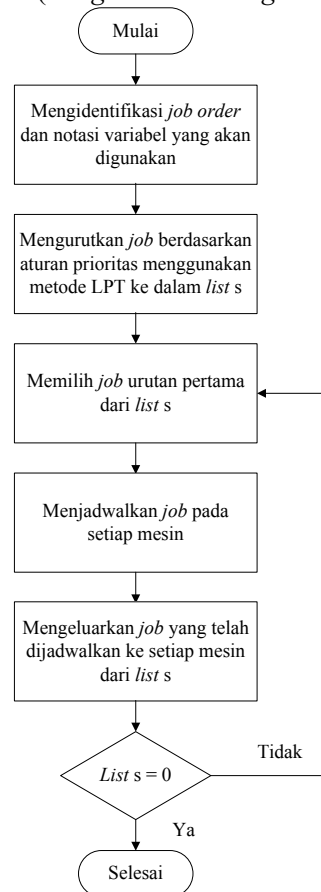 Mulai
Mengidentifikasi job order
dan notasi variabel yang akan
digunakan
Mengurutkan job berdasarkan
aturan prioritas menggunakan
metode LPT ke dalam list s
Memilih job urutan pertama
dari list s
Menjadwalkan job pada
setiap mesin
Mengeluarkan job yang telah
dijadwalkan ke setiap mesin
dari list s
List s = 0
Tidak
Ya
Selesai